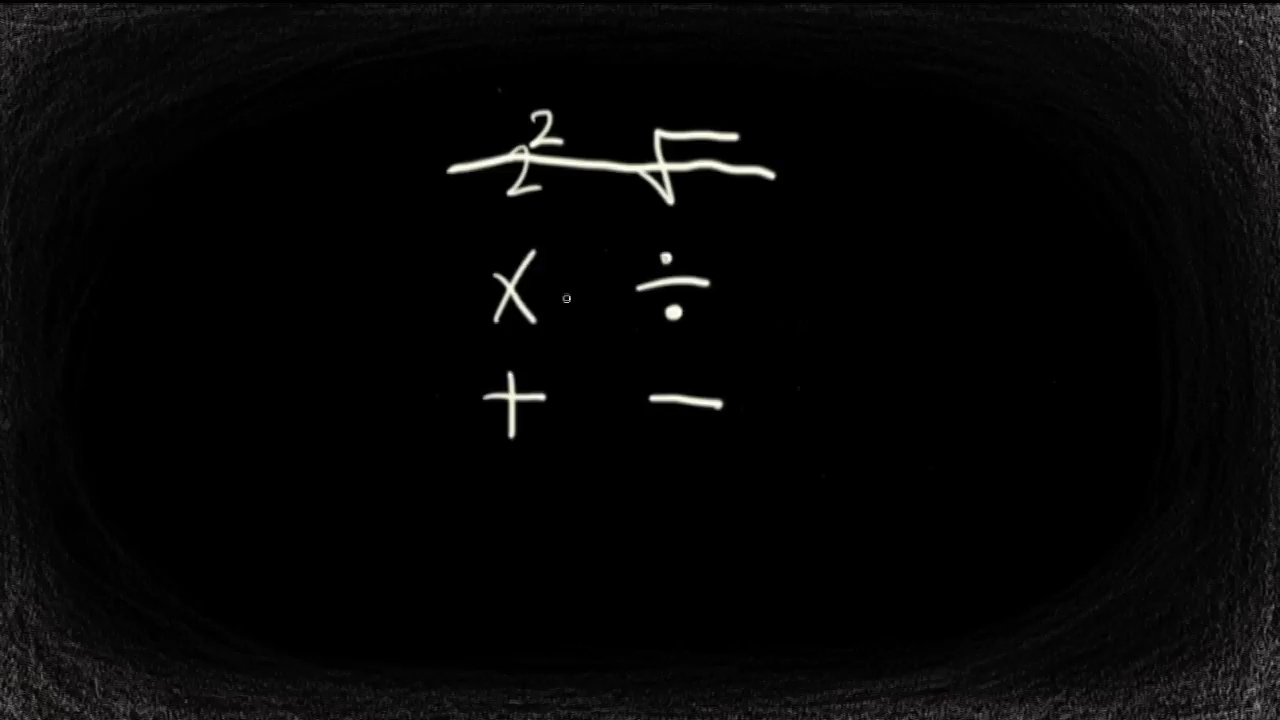 2² √
× ÷
+ −